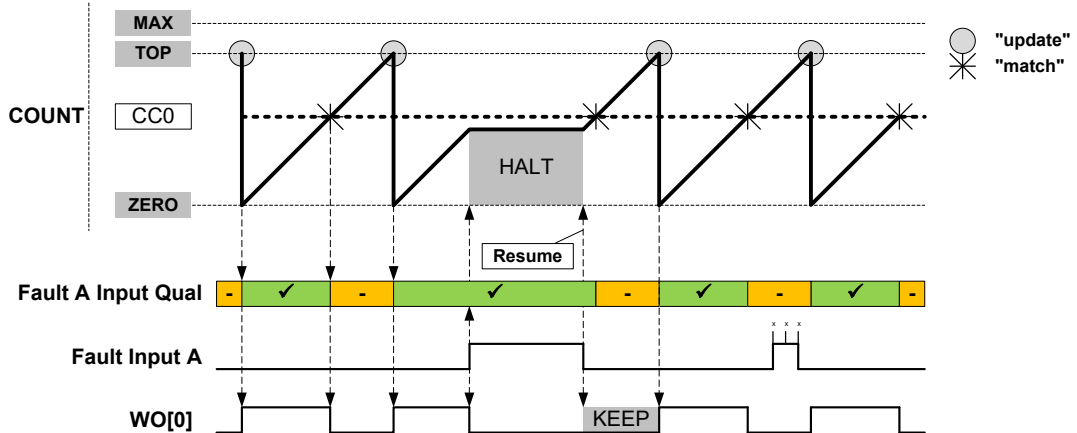 MAX
TOP
"update"
"match"
COUNT
CC0
HALT
ZERO
Resume
Fault A Input Qual
- ✓ - ✓ - ✓ - ✓ -
x x x
Fault Input A
WO[0]
KEEP